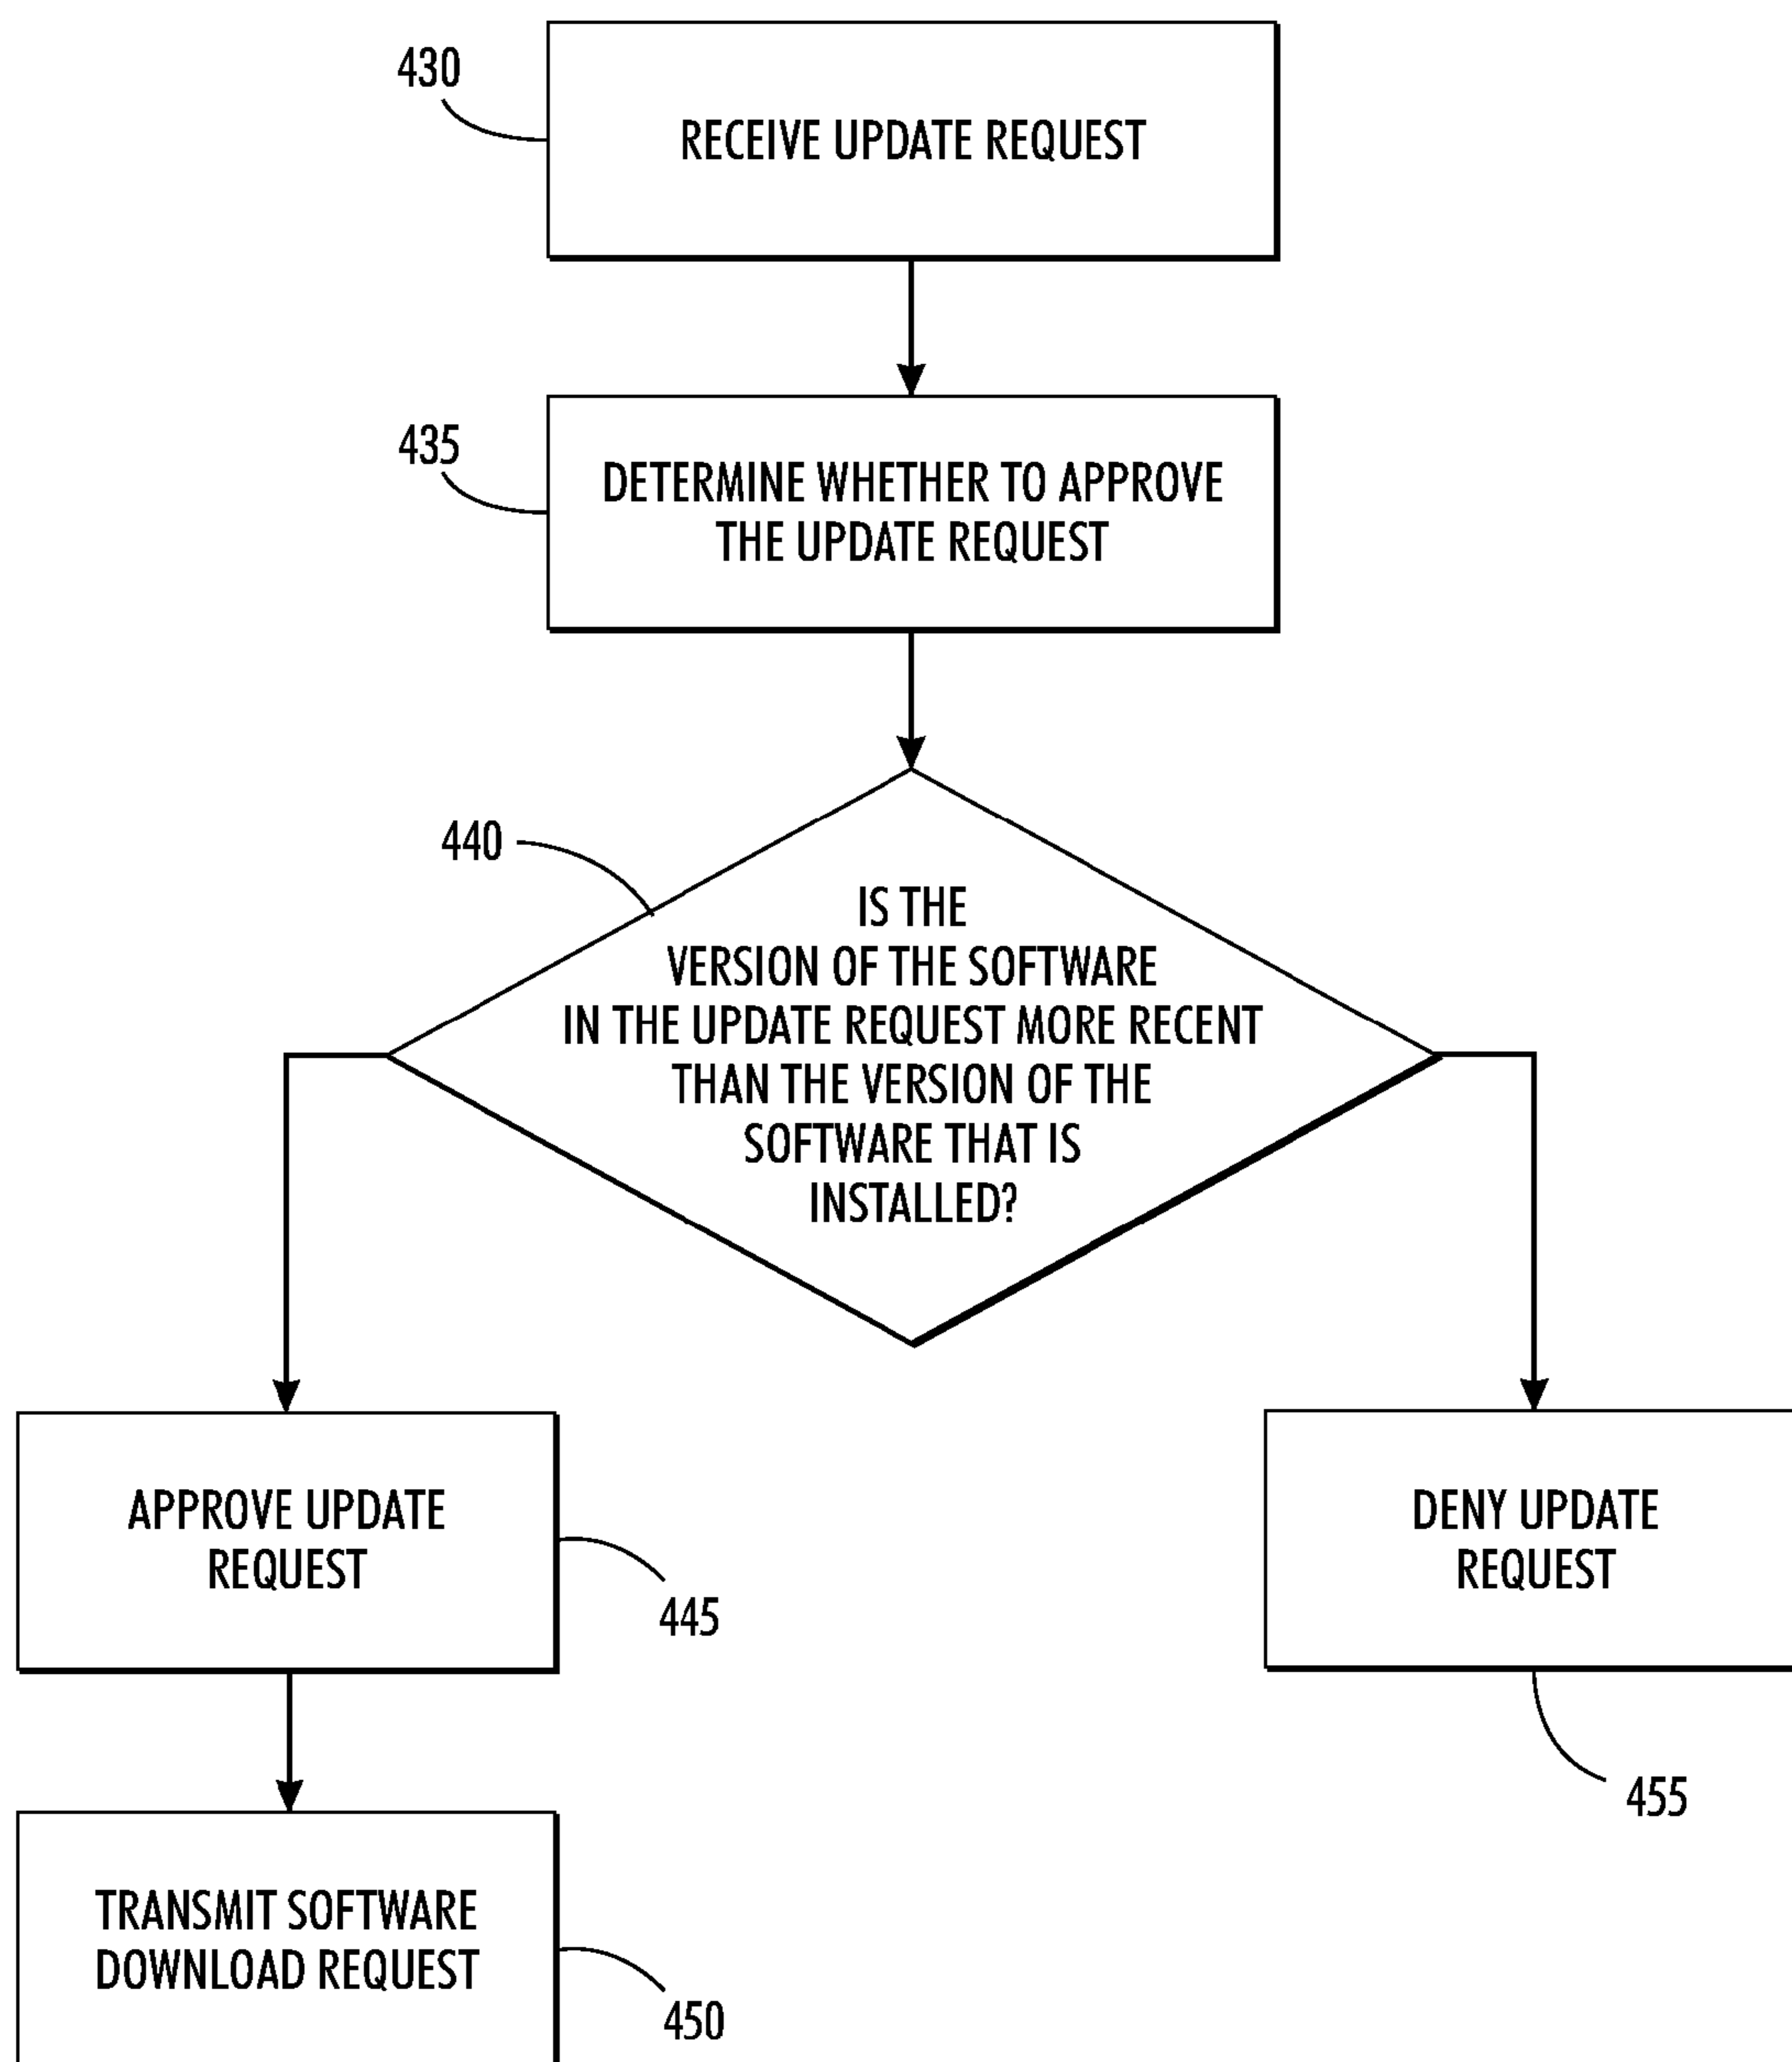 430
RECEIVE UPDATE REQUEST
435
DETERMINE WHETHER TO APPROVE
THE UPDATE REQUEST
440
IS THE
VERSION OF THE SOFTWARE
IN THE UPDATE REQUEST MORE RECENT
THAN THE VERSION OF THE
SOFTWARE THAT IS
INSTALLED?
APPROVE UPDATE
REQUEST
445
DENY UPDATE
REQUEST
455
TRANSMIT SOFTWARE
DOWNLOAD REQUEST
450